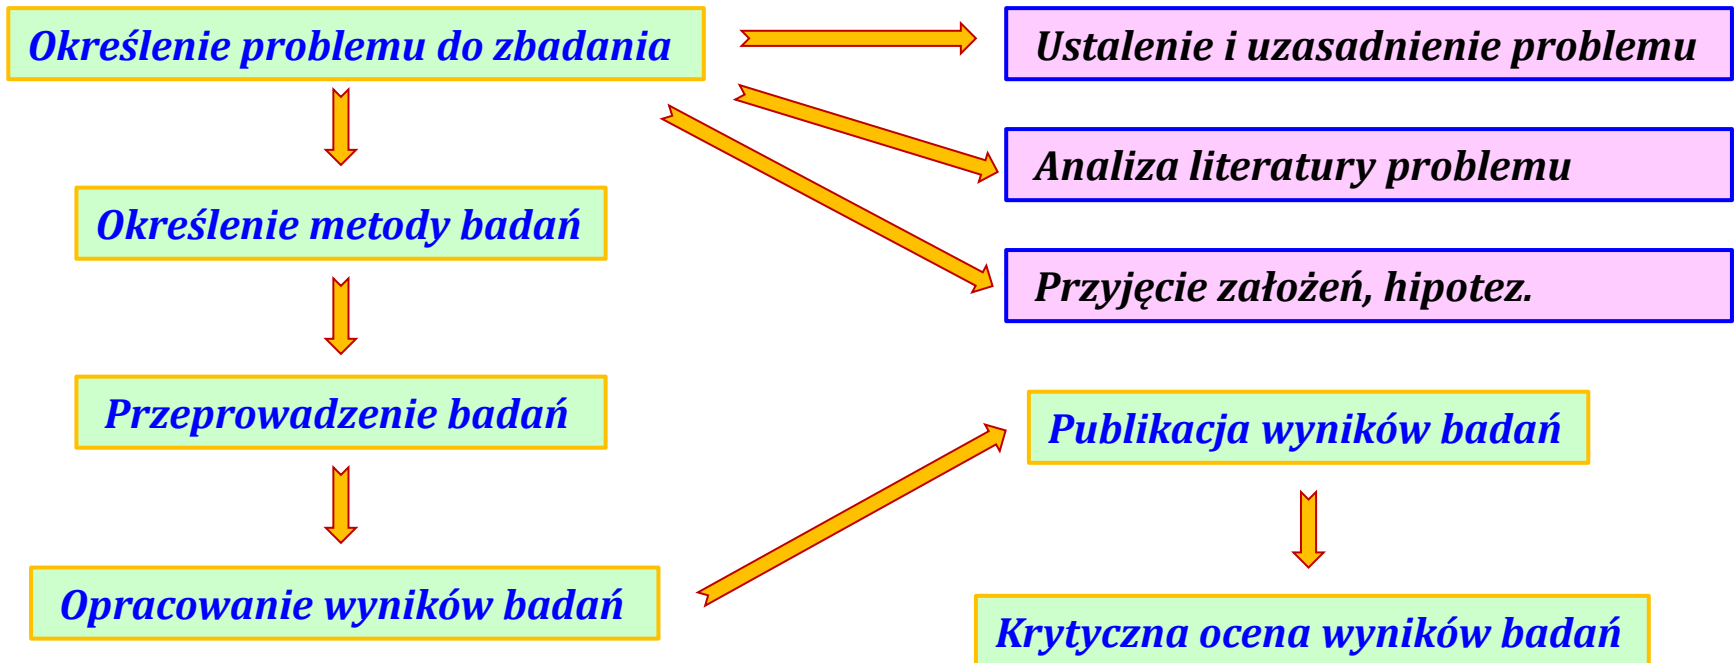 Określenie problemu do zbadania
Ustalenie i uzasadnienie problemu
Analiza literatury problemu
Określenie metody badań
Przyjęcie założeń, hipotez.
Przeprowadzenie badań
Publikacja wyników badań
Opracowanie wyników badań
Krytyczna ocena wyników badań